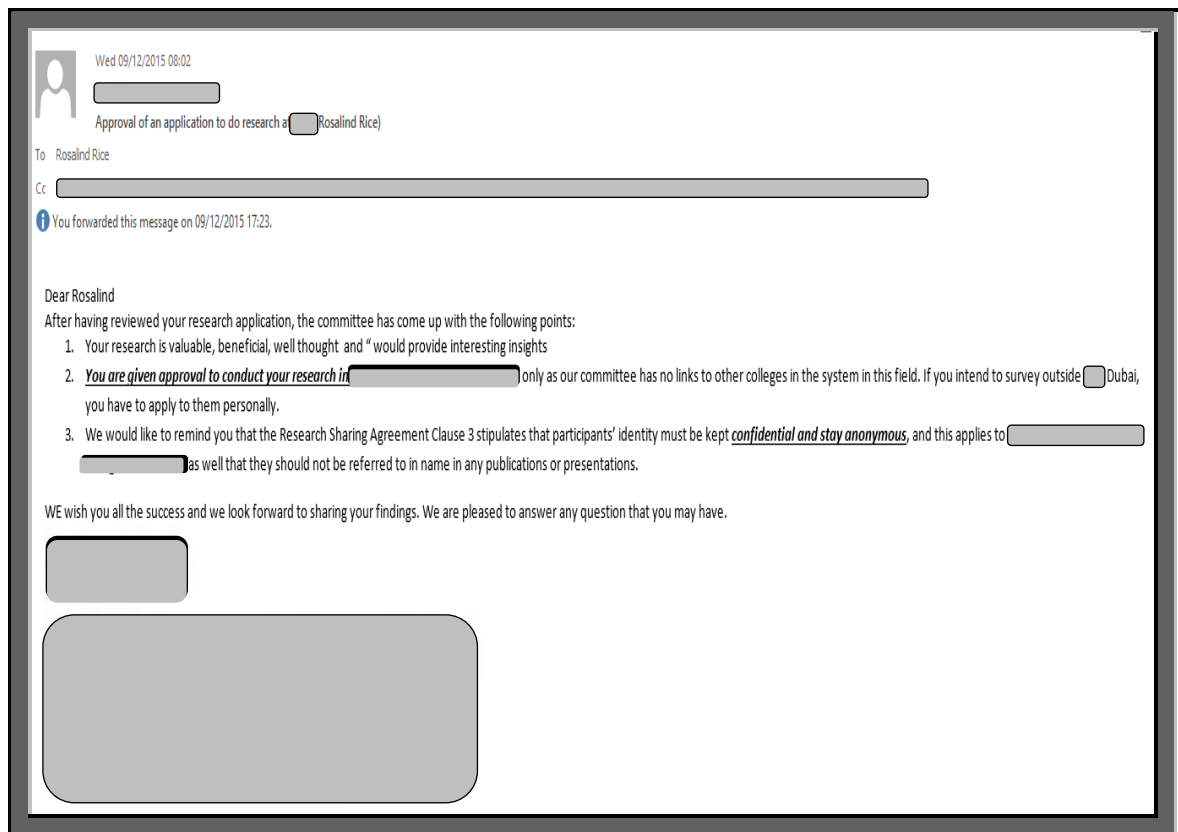 Wed 09/12/2015 08:02
Approval of an application to do research at Rosalind Rice)
To Rosalind Rice
Cc
You forwarded this message on 09/12/2015 17:23.
Dear Rosalind
After having reviewed your research application, the committee has come up with the following points:
1. Your research is valuable, beneficial, well thought and “ would provide interesting insights
2. You are given approval to conduct your research in only as our committee has no links to other colleges in the system in this field. If you intend to survey outside Dubai,
you have to apply to them personally.
3. We would like to remind you that the Research Sharing Agreement Clause 3 stipulates that participants’ identity must be kept confidential and stay anonymous, and this applies to
as well that they should not be referred to in name in any publications or presentations.
WE wish you all the success and we look forward to sharing your findings. We are pleased to answer any question that you may have.